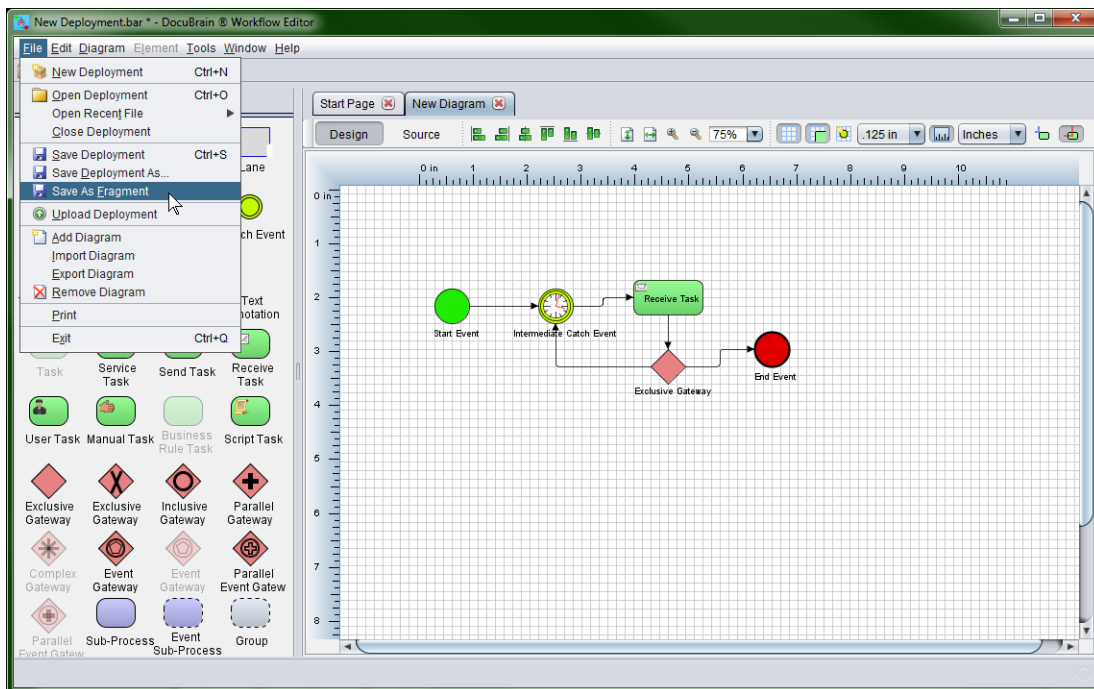 New Deployment.bar * - DocuBrain ® Workflow Editor
File Edit Diagram Element Tools Window Help
New Deployment Ctrl+N
Open Deployment Ctrl+O
Open Recent File
Close Deployment
Save Deployment Ctrl+S
Save Deployment As...
Save As Fragment
Upload Deployment
Add Diagram
Import Diagram
Export Diagram
Remove Diagram
Print
Exit Ctrl+Q
Lane
ch Event
Text
notation
Task
Service
Task
Send Task
Receive
Task
User Task
Manual Task
Business
Rule Task
Script Task
Exclusive
Gateway
Exclusive
Gateway
Inclusive
Gateway
Parallel
Gateway
Complex
Gateway
Event
Gateway
Event
Gateway
Parallel
Event Gatew
Parallel
Event Gatew
Sub-Process
Event
Sub-Process
Group
Start Page
New Diagram
Design Source 75% .125 in Inches
0 in 1 2 3 4 5 6 7 8 9 10
0 in
1
2
3
4
5
6
7
8
Start Event
Intermediate Catch Event
Receive Task
Exclusive Gateway
End Event